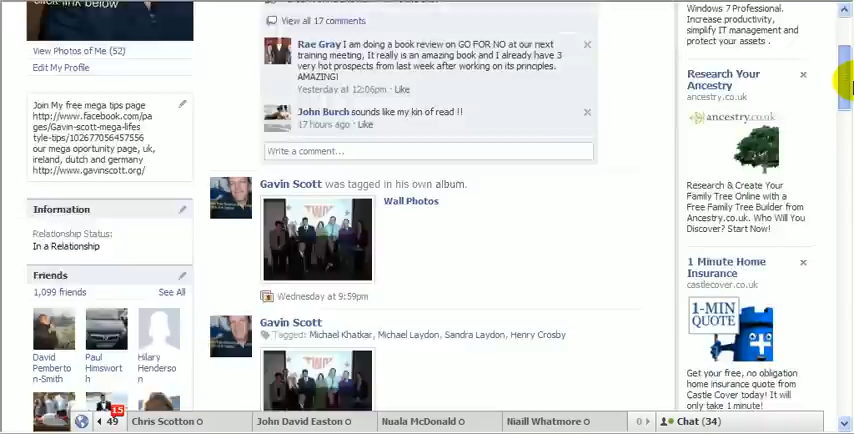 click link below
View Photos of Me (52)
Edit My Profile
Join My free mega tips page
http://www.facebook.com/pa
ges/Gavin-scott-mega-lifes
tyle-tips/102677056457556
our mega oportunity page, uk,
ireland, dutch and germany
http://www.gavinscott.org/
Information
Relationship Status:
In a Relationship
Friends
1,099 friends
See All
David
Pemberto
n-Smith
Paul
Himsworth
h
Hilary
Henderso
n
View all 17 comments
Rae Gray I am doing a book review on GO FOR NO at our next
training meeting, It really is an amazing book and I already have 3
very hot prospects from last week after working on its principles.
AMAZING!
Yesterday at 12:06pm · Like
John Burch sounds like my kin of read !!
17 hours ago · Like
Write a comment...
Gavin Scott was tagged in his own album.
Wall Photos
Wednesday at 9:59pm
Gavin Scott
Tagged: Michael Khatkar, Michael Laydon, Sandra Laydon, Henry Crosby
Windows 7 Professional.
Increase productivity,
simplify IT management and
protect your assets .
Research Your
Ancestry
ancestry.co.uk
ancestry.co.uk
Research & Create Your
Family Tree Online with a
Free Family Tree Builder from
Ancestry.co.uk. Who Will You
Discover? Start Now!
1 Minute Home
Insurance
castlecover.co.uk
1-MIN
QUOTE
Get your free, no obligation
home insurance quote from
Castle Cover today! It will
only take 1 minute!
49
15
Chris Scotton
John David Easton
Nuala McDonald
Niaill Whatmore
0
Chat (34)